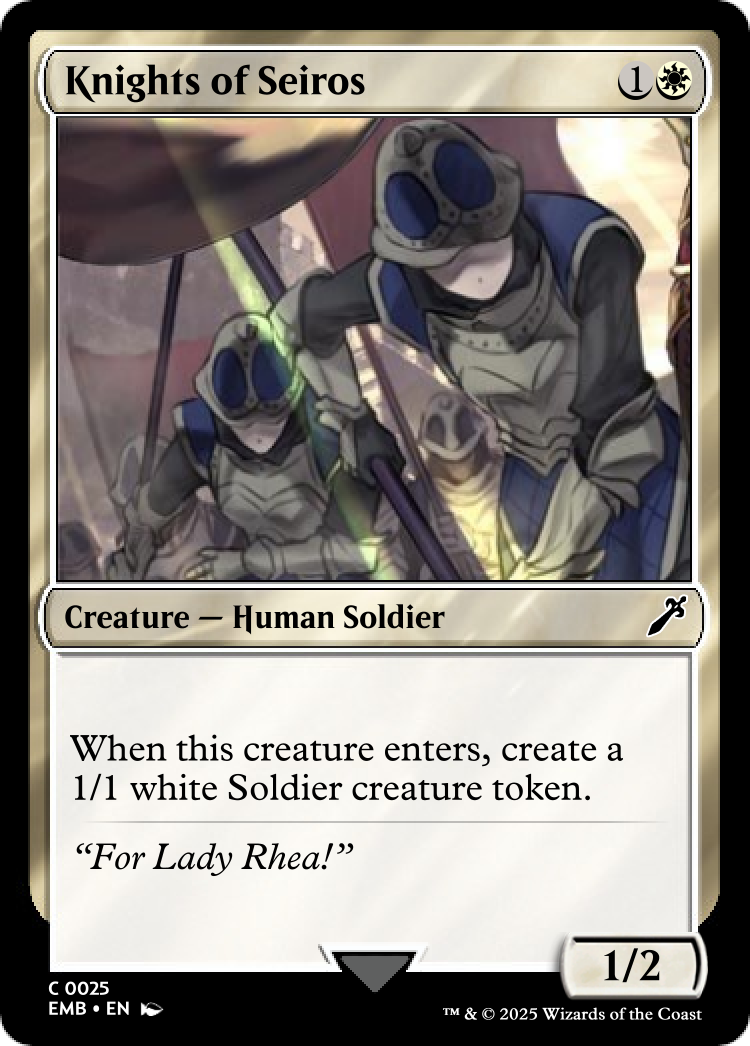 Knights of Seiros 1
Creature — Human Soldier
When this creature enters, create a
1/1 white Soldier creature token.
“For Lady Rhea!”
1/2
C 0025
EMB • EN
™ & © 2025 Wizards of the Coast